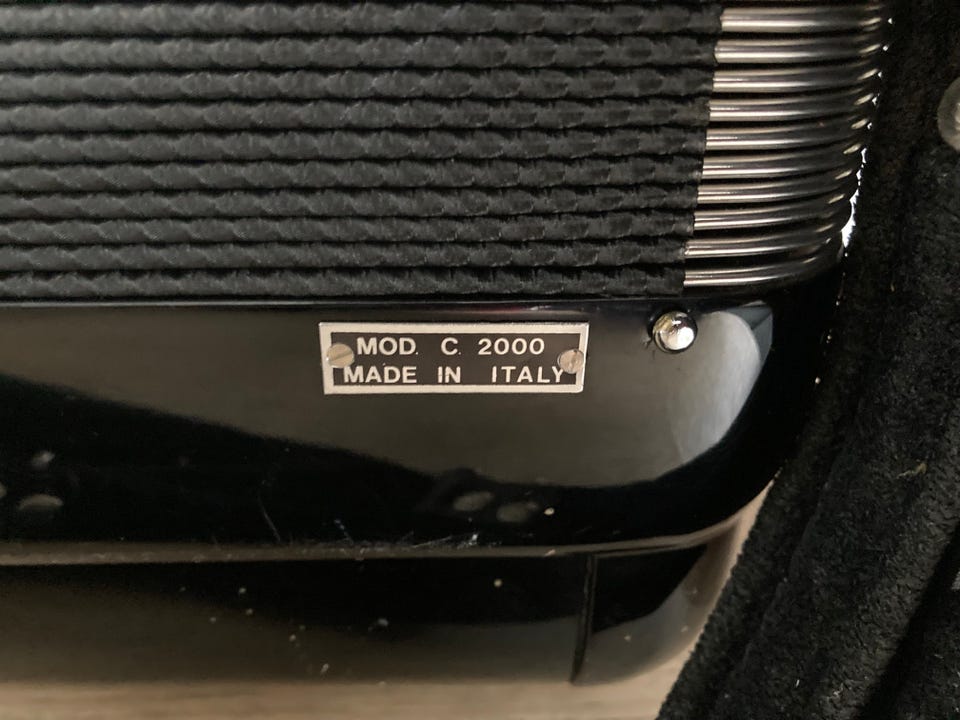 MOD. C. 2000
MADE IN ITALY